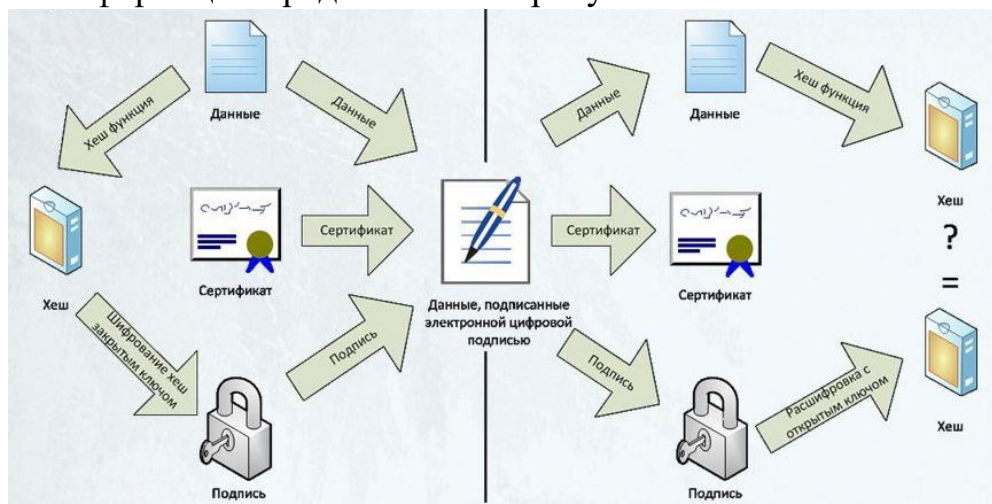 Данные
Данные
Хеш функция
Данные
Данные
Хеш функция
Хеш
?
=
Сертификат
Сертификат
Сертификат
Сертификат
Хеш
Данные, подписанные
электронной цифровой
подписью
Шифрование хеш
закрытым ключом
Подпись
Подпись
Подпись
Подпись
Расшифровка с
открытым ключом
Хеш